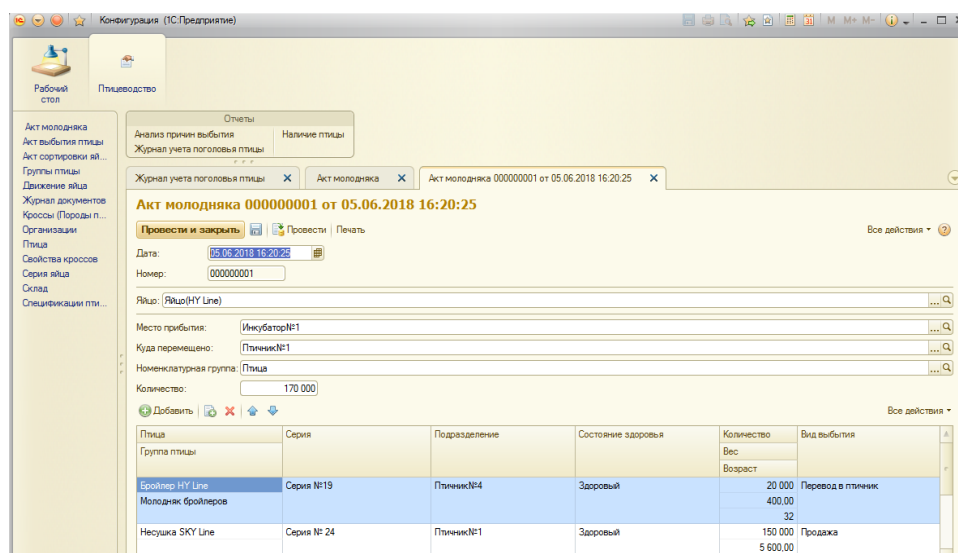 Конфигурация (1С:Предприятие)
M M+ M-
Рабочий
стол
Птицеводство
Акт молодняка
Акт выбытия птицы
Акт сортировки яй...
Группы птицы
Движение яйца
Журнал документов
Кроссы (Породы п...
Организации
Птица
Свойства кроссов
Серия яйца
Склад
Спецификации пти...
Отчеты
Анализ причин выбытия Наличие птицы
Журнал учета поголовья птицы
Журнал учета поголовья птицы Акт молодняка Акт молодняка 000000001 от 05.06.2018 16:20:25
Акт молодняка 000000001 от 05.06.2018 16:20:25
Провести и закрыть Провести Печать Все действия
Дата: 05.06.2018 16:20:25
Номер: 000000001
Яйцо: Яйцо(HY Line)
Место прибытия: Инкубатор№1
Куда перемещено: Птичник№1
Номенклатурная группа: Птица
Количество: 170 000
Добавить Все действия
Птица Серия Подразделение Состояние здоровья Количество Вид выбытия
Группа птицы Вес
Возраст
Бройлер HY Line Серия №19 Птичник№4 Здоровый 20 000 Перевод в птичник
Молодняк бройлеров 400,00
32
Несушка SKY Line Серия № 24 Птичник№1 Здоровый 150 000 Продажа
5 600,00